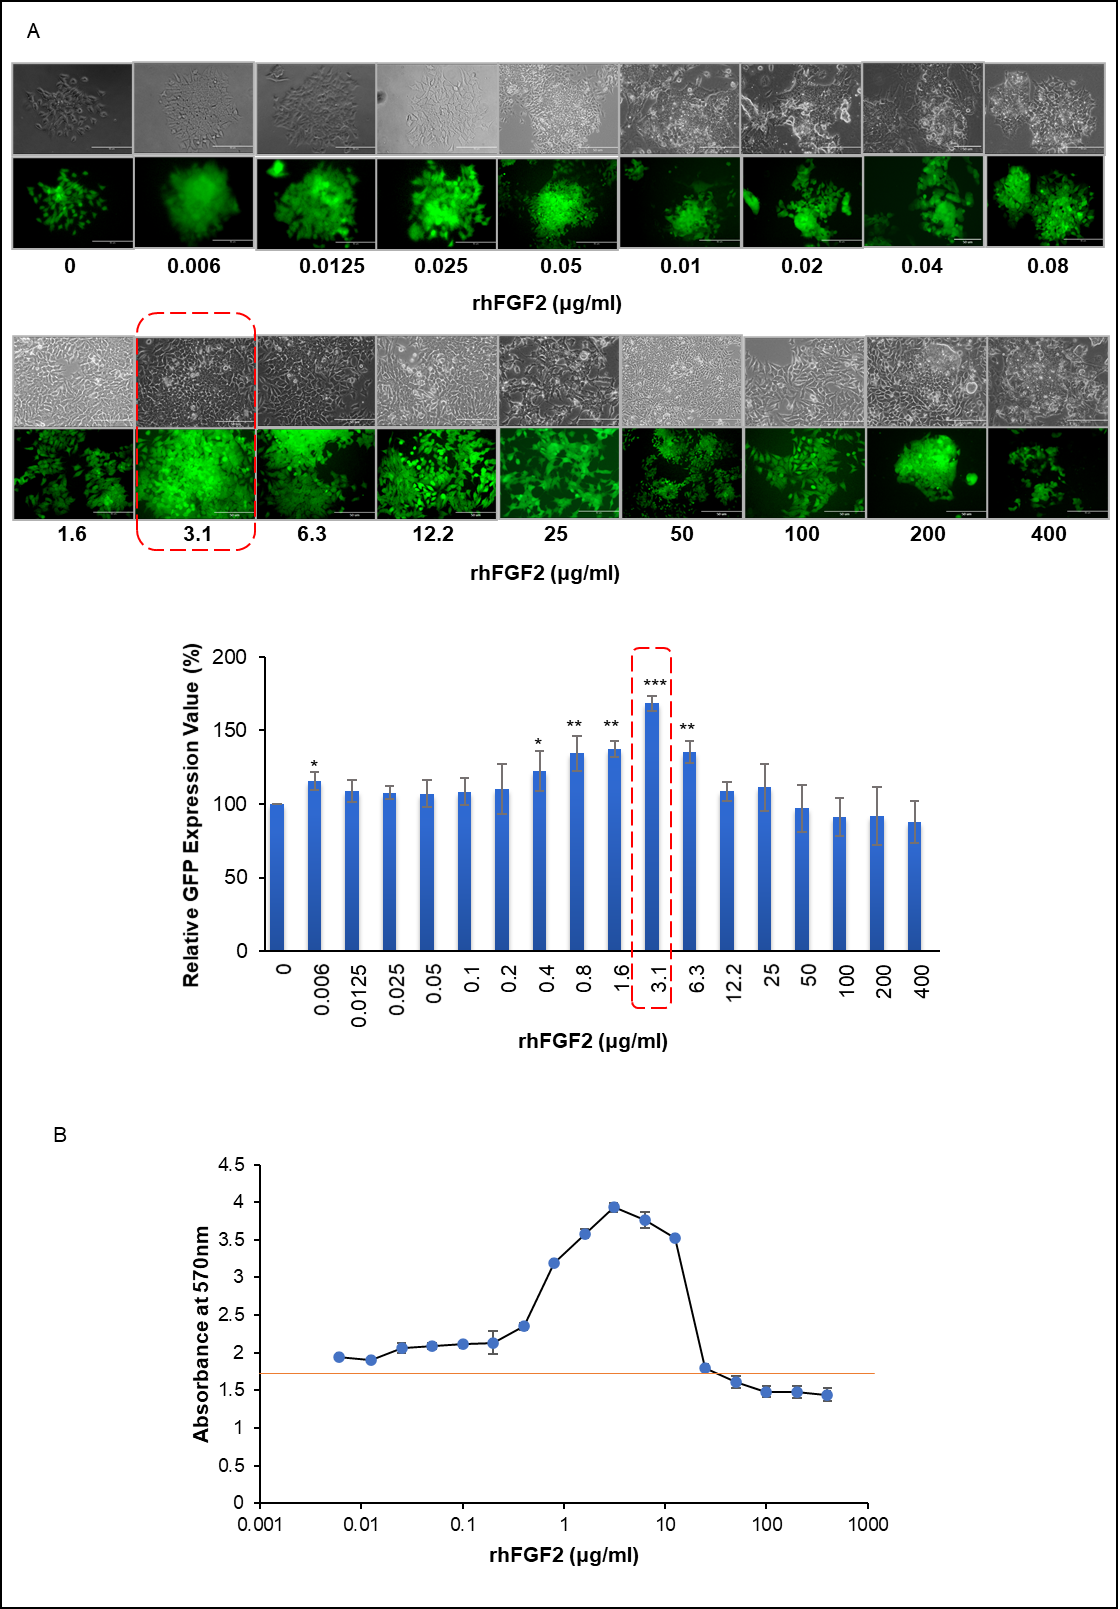 A
0 0.006 0.0125 0.025 0.05 0.01 0.02 0.04 0.08
rhFGF2 (µg/ml)
1.6 3.1 6.3 12.2 25 50 100 200 400
rhFGF2 (µg/ml)
Relative GFP Expression Value (%)
200
150
100
50
0
* * ** ** *** **
0 0.006 0.0125 0.025 0.05 0.1 0.2 0.4 0.8 1.6 3.1 6.3 12.2 25 50 100 200 400
rhFGF2 (µg/ml)
B
Absorbance at 570nm
4.5
4
3.5
3
2.5
2
1.5
1
0.5
0
0.001 0.01 0.1 1 10 100 1000
rhFGF2 (µg/ml)